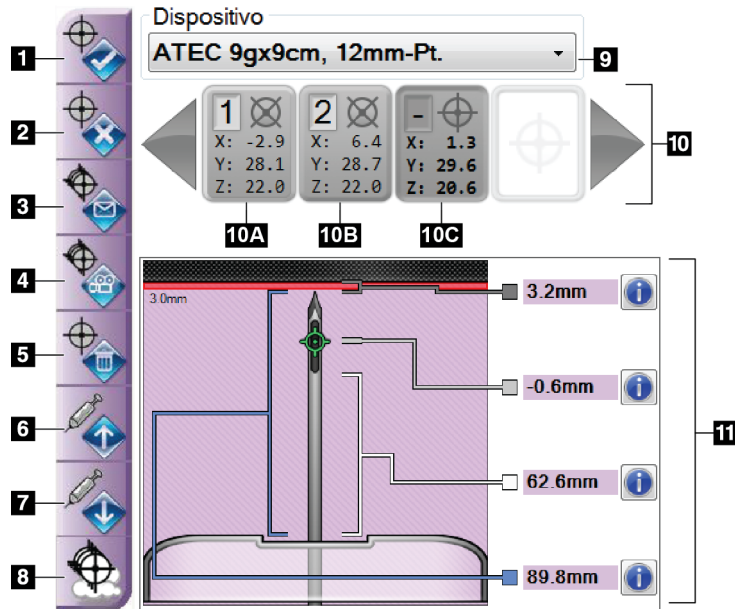 Dispositivo
1
ATEC 9gx9cm, 12mm-Pt.
9
2
1
X: -2.9
Y: 28.1
Z: 22.0
2
X: 6.4
Y: 28.7
Z: 22.0
-
X: 1.3
Y: 29.6
Z: 20.6
10
3
10A
10B
10C
4
3.0mm
3.2mm
5
-0.6mm
6
11
62.6mm
7
8
89.8mm